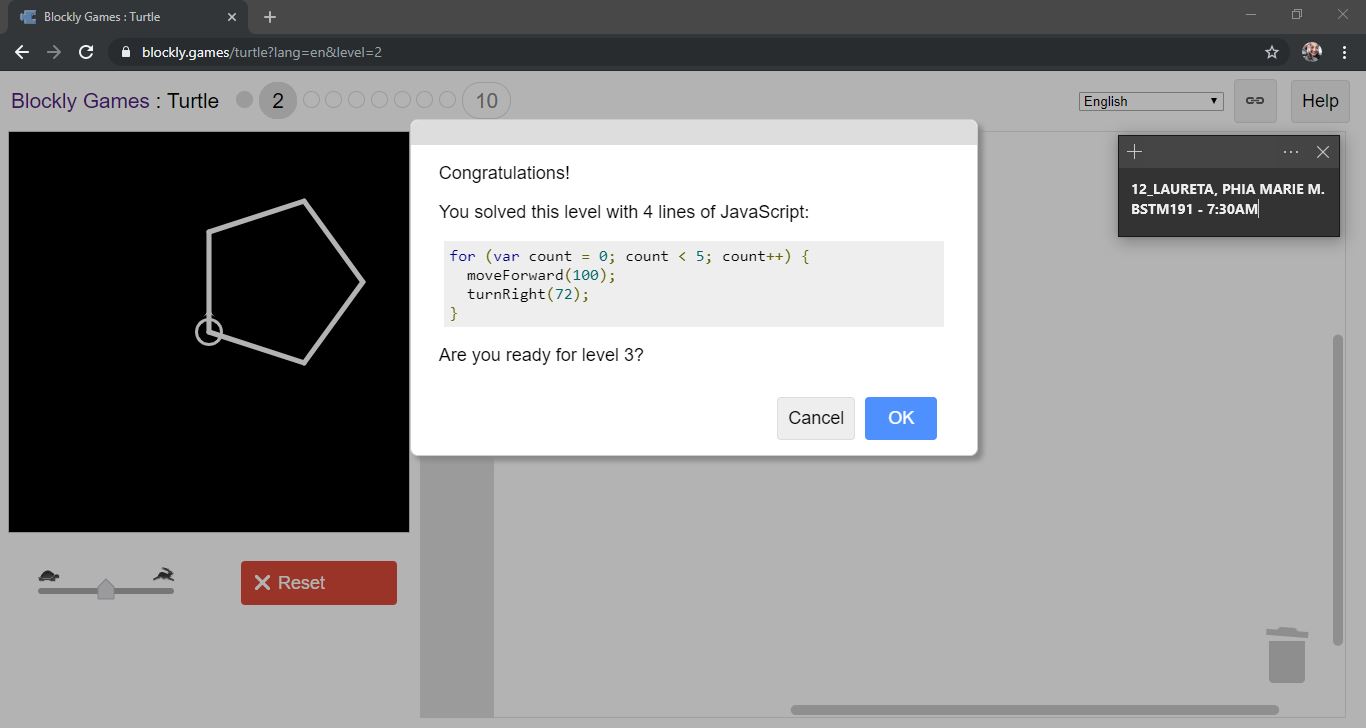 Blockly Games : Turtle
blockly.games/turtle?lang=en&level=2
Blockly Games : Turtle 2 10
English
Help
12_LAURETA, PHIA MARIE M.
BSTM191 - 7:30AM
Congratulations!
You solved this level with 4 lines of JavaScript:
for (var count = 0; count < 5; count++) {
  moveForward(100);
  turnRight(72);
}
Are you ready for level 3?
Cancel
OK
Reset